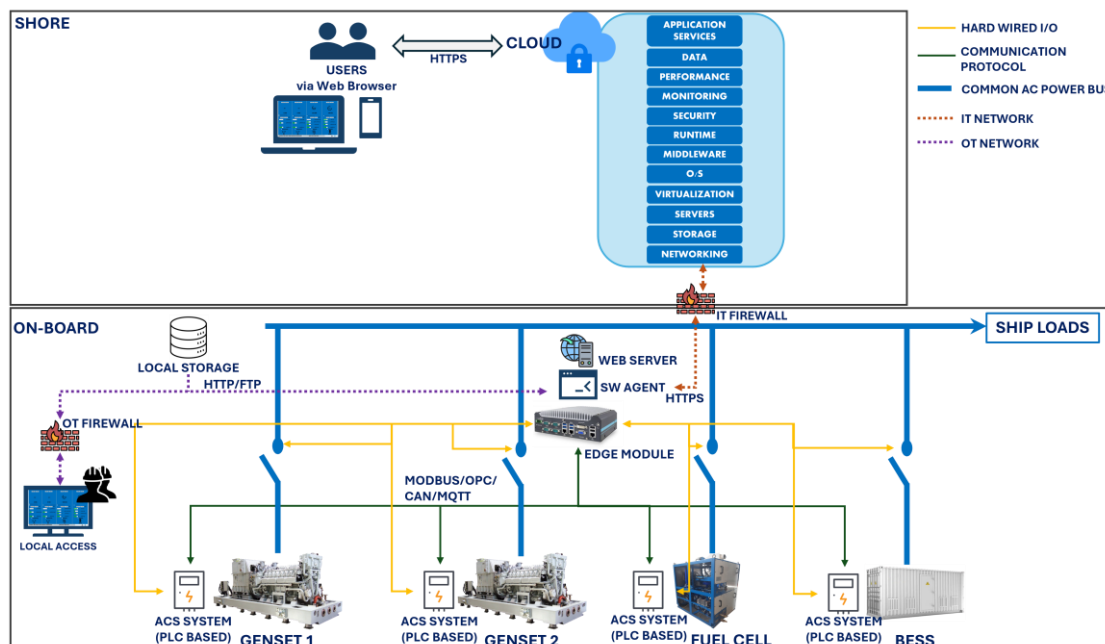 SHORE
USERS
via Web Browser
HTTPS
CLOUD
APPLICATION
SERVICES
DATA
PERFORMANCE
MONITORING
SECURITY
RUNTIME
MIDDLEWARE
O/S
VIRTUALIZATION
SERVERS
STORAGE
NETWORKING
HARD WIRED I/O
COMMUNICATION
PROTOCOL
COMMON AC POWER BUS
IT NETWORK
OT NETWORK
IT FIREWALL
ON-BOARD
SHIP LOADS
LOCAL STORAGE
HTTP/FTP
WEB SERVER
SW AGENT
HTTPS
OT FIREWALL
EDGE MODULE
MODBUS/OPC/
CAN/MQTT
LOCAL ACCESS
ACS SYSTEM
(PLC BASED)
GENSET 1
ACS SYSTEM
(PLC BASED)
GENSET 2
ACS SYSTEM
(PLC BASED)
FUEL CELL
ACS SYSTEM
(PLC BASED)
BESS